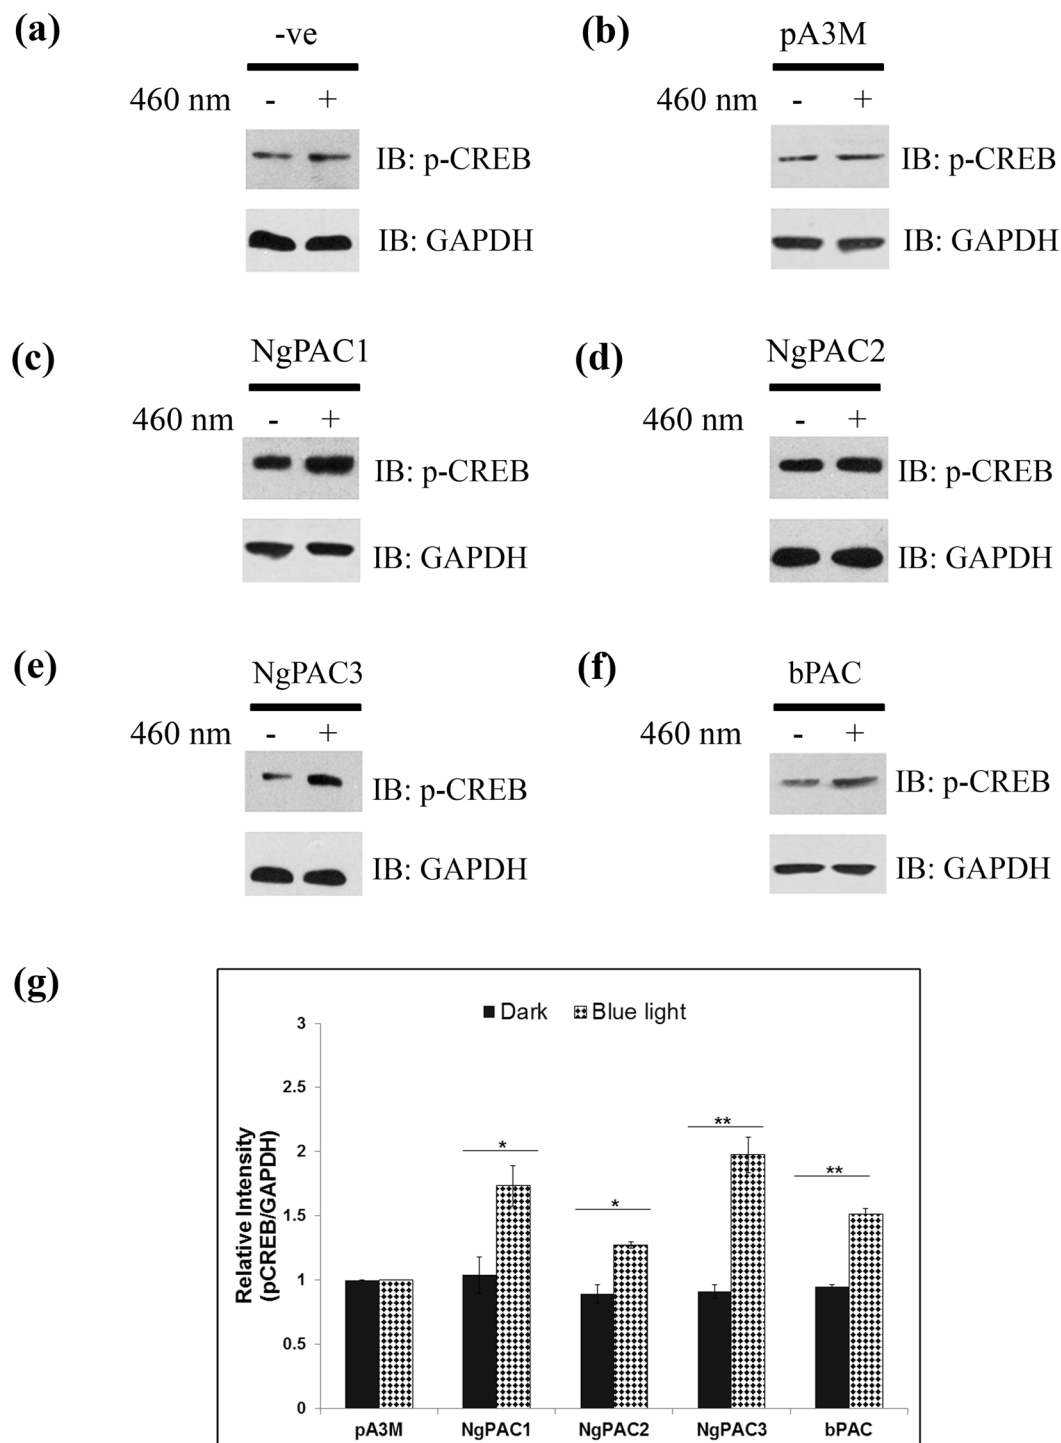 (a)
-ve
460 nm - +
IB: p-CREB
IB: GAPDH
(b)
pA3M
460 nm - +
IB: p-CREB
IB: GAPDH
(c)
NgPAC1
460 nm - +
IB: p-CREB
IB: GAPDH
(d)
NgPAC2
460 nm - +
IB: p-CREB
IB: GAPDH
(e)
NgPAC3
460 nm - +
IB: p-CREB
IB: GAPDH
(f)
bPAC
460 nm - +
IB: p-CREB
IB: GAPDH
(g)
Dark Blue light
Relative Intensity
(pCREB/GAPDH)
3
2.5
2
1.5
1
0.5
0
* * ** **
pA3M NgPAC1 NgPAC2 NgPAC3 bPAC